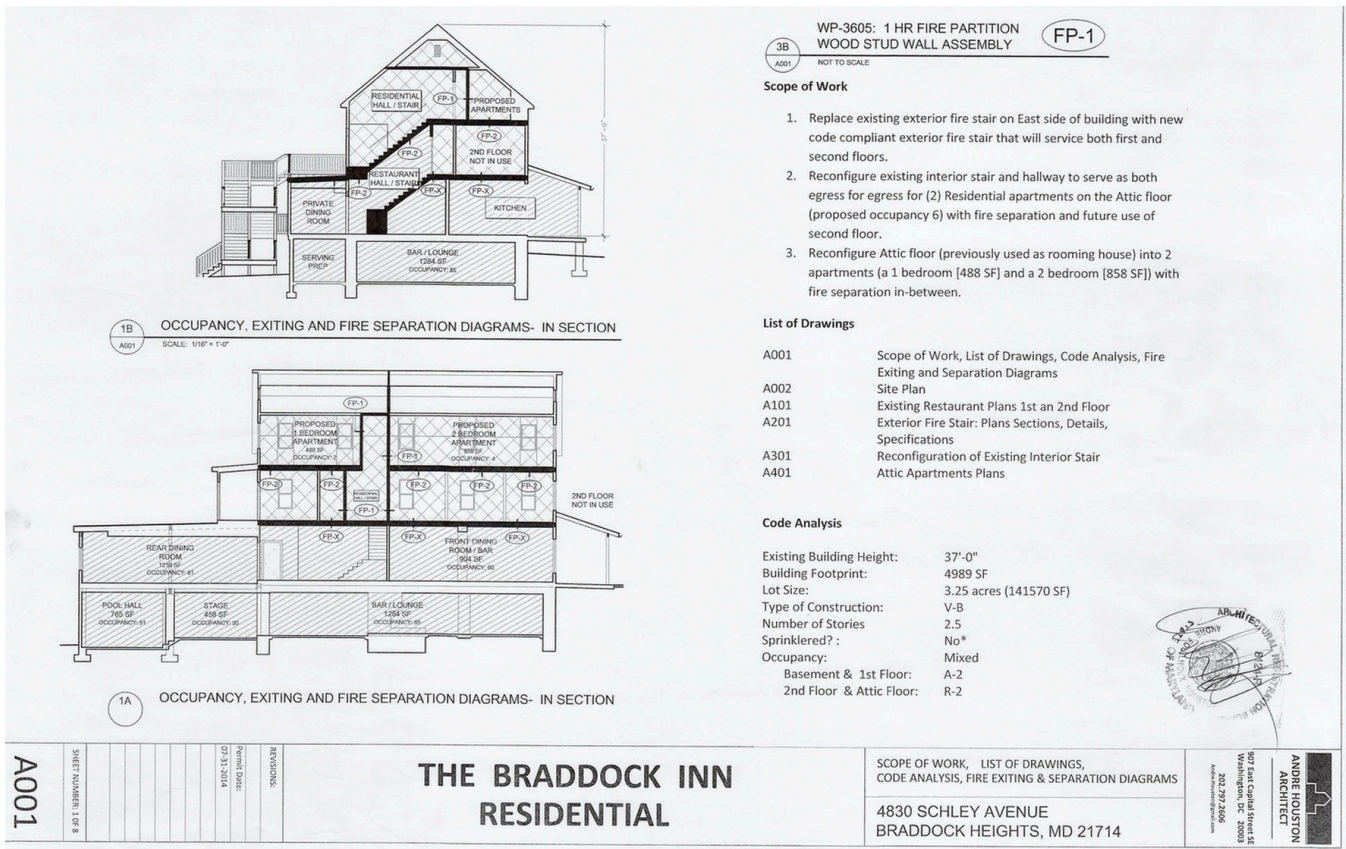 RESIDENTIAL
HALL / STAIR
FP-1
PROPOSED
APARTMENTS
FP-2
2ND FLOOR
NOT IN USE
FP-2
RESTAURANT
HALL / STAIR
FP-2
FP-X
FP-X
PRIVATE
DINING
ROOM
KITCHEN
37'-0"
SERVING
PREP
BAR / LOUNGE
1284 SF
OCCUPANCY: 85
1B
A001
OCCUPANCY, EXITING AND FIRE SEPARATION DIAGRAMS- IN SECTION
SCALE: 1/16" = 1'-0"
FP-1
PROPOSED
1 BEDROOM
APARTMENT
488 SF
OCCUPANCY: 2
PROPOSED
2 BEDROOM
APARTMENT
858 SF
OCCUPANCY: 4
FP-1
FP-2
FP-2
FP-2
FP-2
FP-2
RESIDENTIAL
HALL / STAIR
FP-1
2ND FLOOR
NOT IN USE
FP-X
FP-X
FP-X
FRONT DINING
ROOM / BAR
904 SF
OCCUPANCY: 60
REAR DINING
ROOM
1216 SF
OCCUPANCY: 81
POOL HALL
765 SF
OCCUPANCY: 51
STAGE
458 SF
OCCUPANCY: 30
BAR / LOUNGE
1284 SF
OCCUPANCY: 85
1A
OCCUPANCY, EXITING AND FIRE SEPARATION DIAGRAMS- IN SECTION
3B
A001
WP-3605: 1 HR FIRE PARTITION
WOOD STUD WALL ASSEMBLY
FP-1
NOT TO SCALE
Scope of Work
1. Replace existing exterior fire stair on East side of building with new
code compliant exterior fire stair that will service both first and
second floors.
2. Reconfigure existing interior stair and hallway to serve as both
egress for egress for (2) Residential apartments on the Attic floor
(proposed occupancy 6) with fire separation and future use of
second floor.
3. Reconfigure Attic floor (previously used as rooming house) into 2
apartments (a 1 bedroom [488 SF] and a 2 bedroom [858 SF]) with
fire separation in-between.
List of Drawings
A001 Scope of Work, List of Drawings, Code Analysis, Fire
Exiting and Separation Diagrams
A002 Site Plan
A101 Existing Restaurant Plans 1st an 2nd Floor
A201 Exterior Fire Stair: Plans Sections, Details,
Specifications
A301 Reconfiguration of Existing Interior Stair
A401 Attic Apartments Plans
Code Analysis
Existing Building Height: 37'-0"
Building Footprint: 4989 SF
Lot Size: 3.25 acres (141570 SF)
Type of Construction: V-B
Number of Stories 2.5
Sprinklered? : No*
Occupancy: Mixed
Basement & 1st Floor: A-2
2nd Floor & Attic Floor: R-2
A001
SHEET NUMBER: 1 OF 8
Permit Date:
07-31-2014
REVISIONS:
THE BRADDOCK INN
RESIDENTIAL
SCOPE OF WORK, LIST OF DRAWINGS,
CODE ANALYSIS, FIRE EXITING & SEPARATION DIAGRAMS
4830 SCHLEY AVENUE
BRADDOCK HEIGHTS, MD 21714
ANDRE HOUSTON
ARCHITECT
907 East Capital Street SE
Washington, DC 20003
202.797.2606